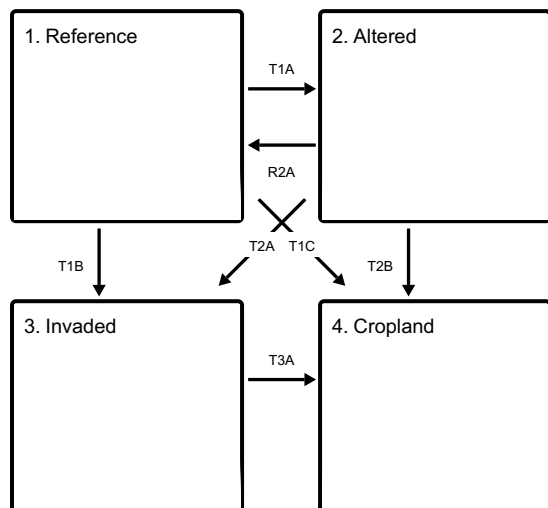 1. Reference
2. Altered
T1A
R2A
T2A
T1C
T1B
T2B
3. Invaded
4. Cropland
T3A